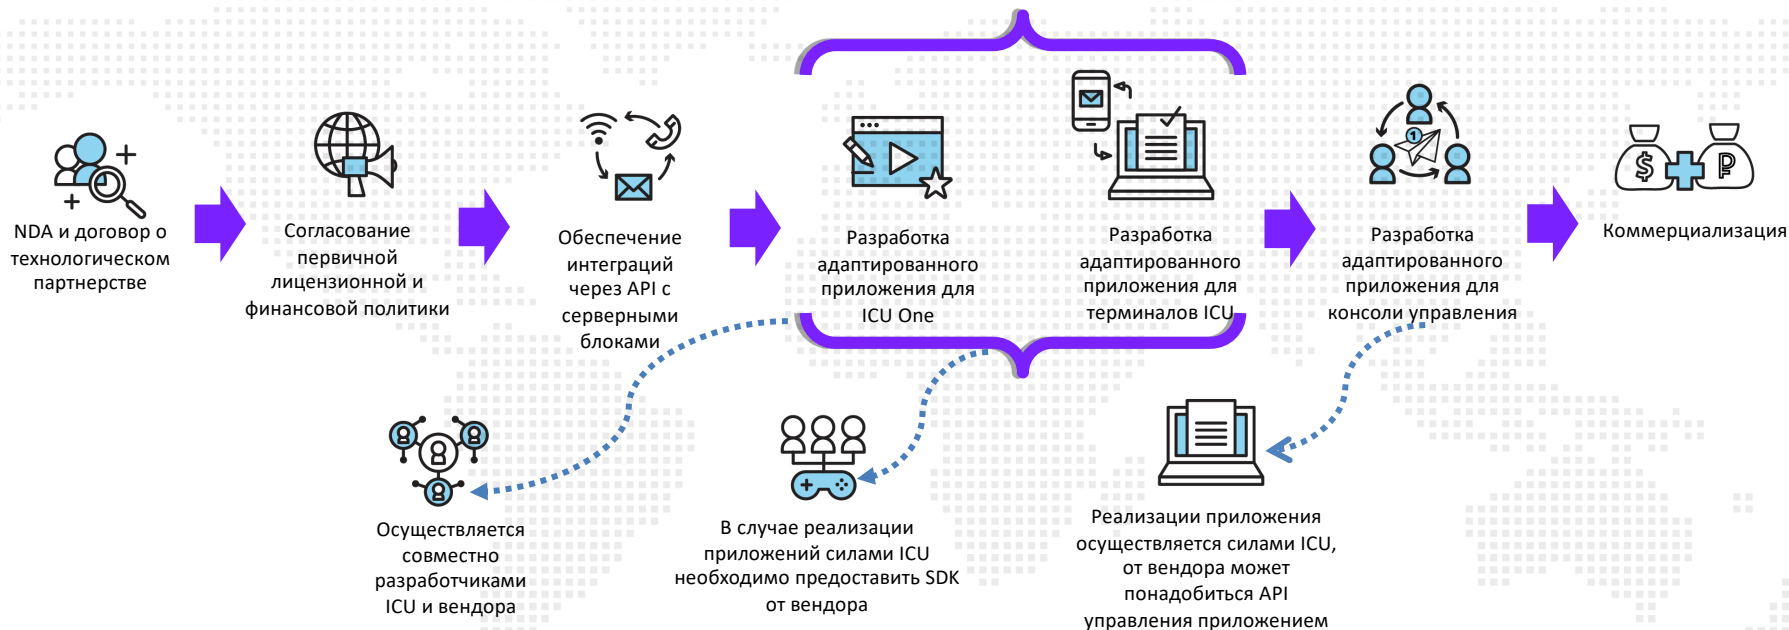 NDA и договор о
технологическом
партнерстве
Согласование
первичной
лицензионной и
финансовой политики
Обеспечение
интеграций
через API с
серверными
блоками
Разработка
адаптированного
приложения для
ICU One
Разработка
адаптированного
приложения для
терминалов ICU
1
Разработка
адаптированного
приложения для
консоли управления
$
₽
Коммерциализация
Осуществляется
совместно
разработчиками
ICU и вендора
В случае реализации
приложений силами ICU
необходимо предоставить SDK
от вендора
Реализации приложения
осуществляется силами ICU,
от вендора может
понадобиться API
управления приложением